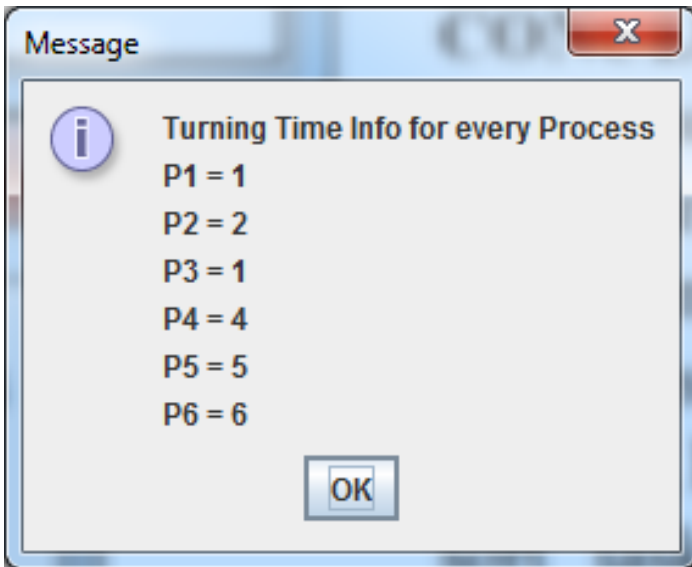 Message
Turning Time Info for every Process
P1 = 1
P2 = 2
P3 = 1
P4 = 4
P5 = 5
P6 = 6
OK